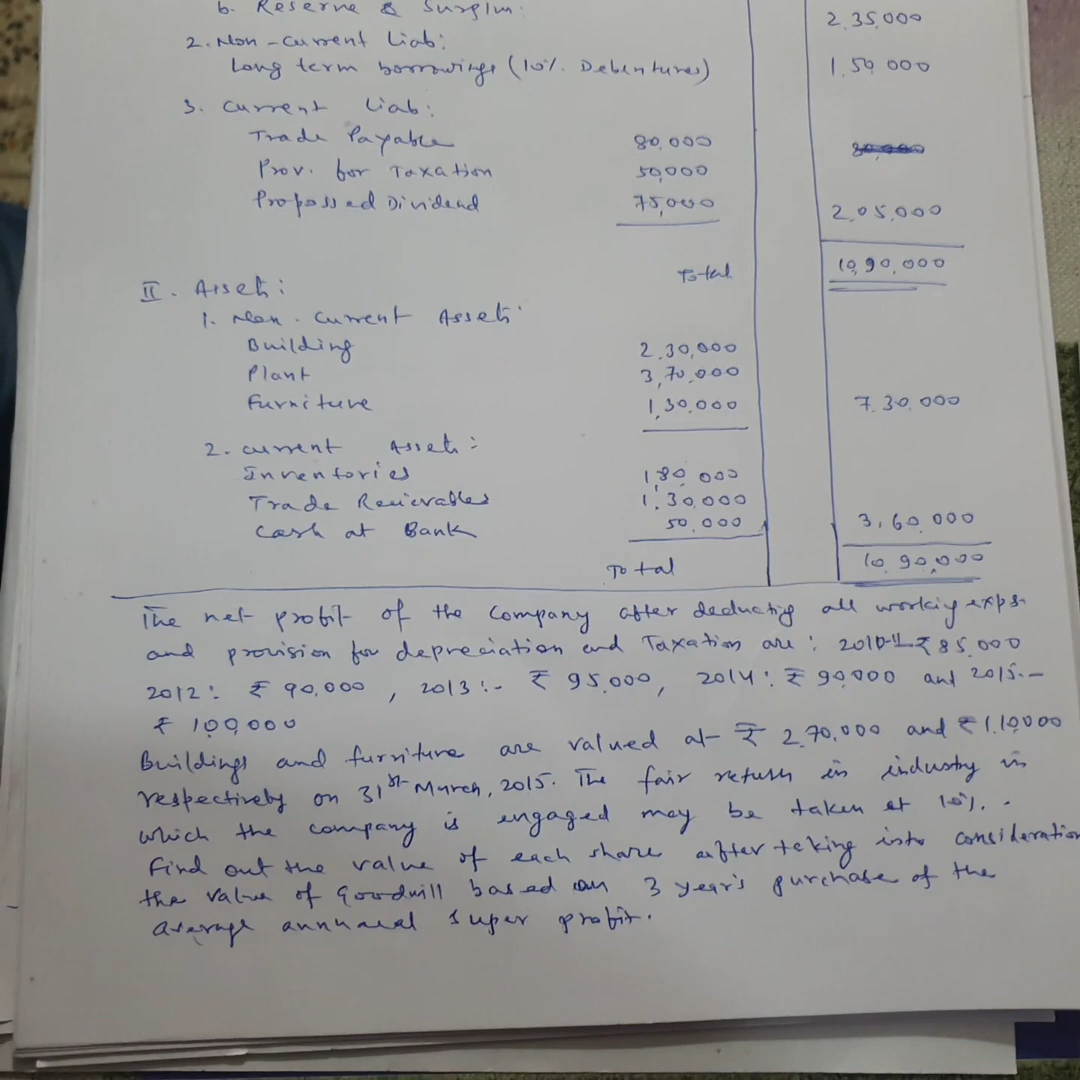 b. Reserve & Surplus. 2,35,000
2. Non-Current Liab:
Long term borrowings (10% Debentures) 1,50,000
3. Current Liab:
Trade Payable 80,000
Prov. for Taxation 50,000
Propossed Dividend 75,000 2,05,000
Total 10,90,000
II. Assets:
1. Non-Current Assets:
Building 2,30,000
Plant 3,70,000
Furniture 1,30,000 7,30,000
2. current Assets:
Inventories 1,80,000
Trade Recievables 1,30,000
Cash at Bank 50,000 3,60,000
Total 10,90,000
The net profit of the company after deducting all working exps.
and provision for depreciation and Taxation are: ₹ 85,000
2012: ₹ 90,000, 2013:- ₹ 95,000, 2014: ₹ 90,000 and 2015:-
₹ 1,00,000
Buildings and furniture are valued at ₹ 2,70,000 and ₹ 1,10,000
respectively on 31st March, 2015. The fair return in industry in
which the company is engaged may be taken at 10%.
Find out the value of each share after taking into consideration
the value of Goodwill based on 3 year's purchase of the
average annual super profit.